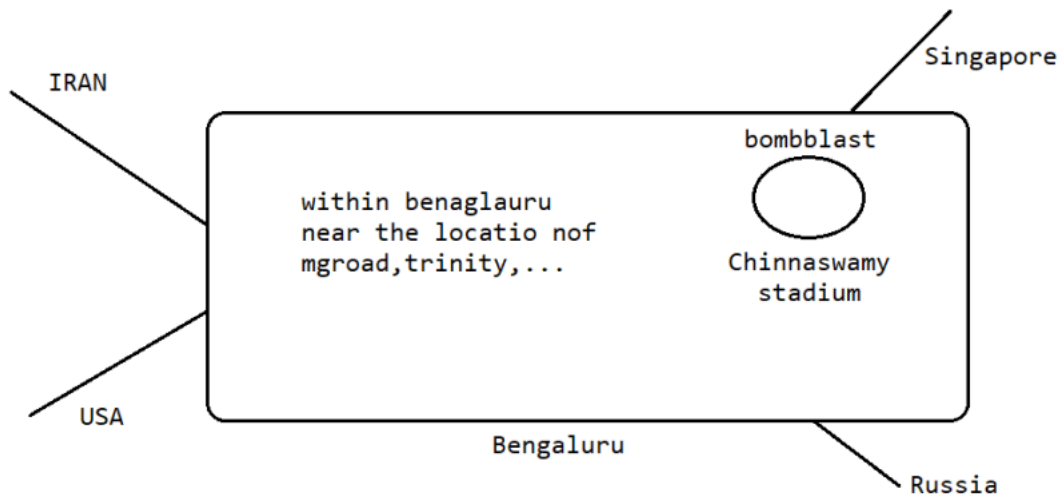 Singapore
IRAN
bombblast
within benaglauru
near the locatio nof
mgroad,trinity,...
Chinnaswamy
stadium
USA
Bengaluru
Russia